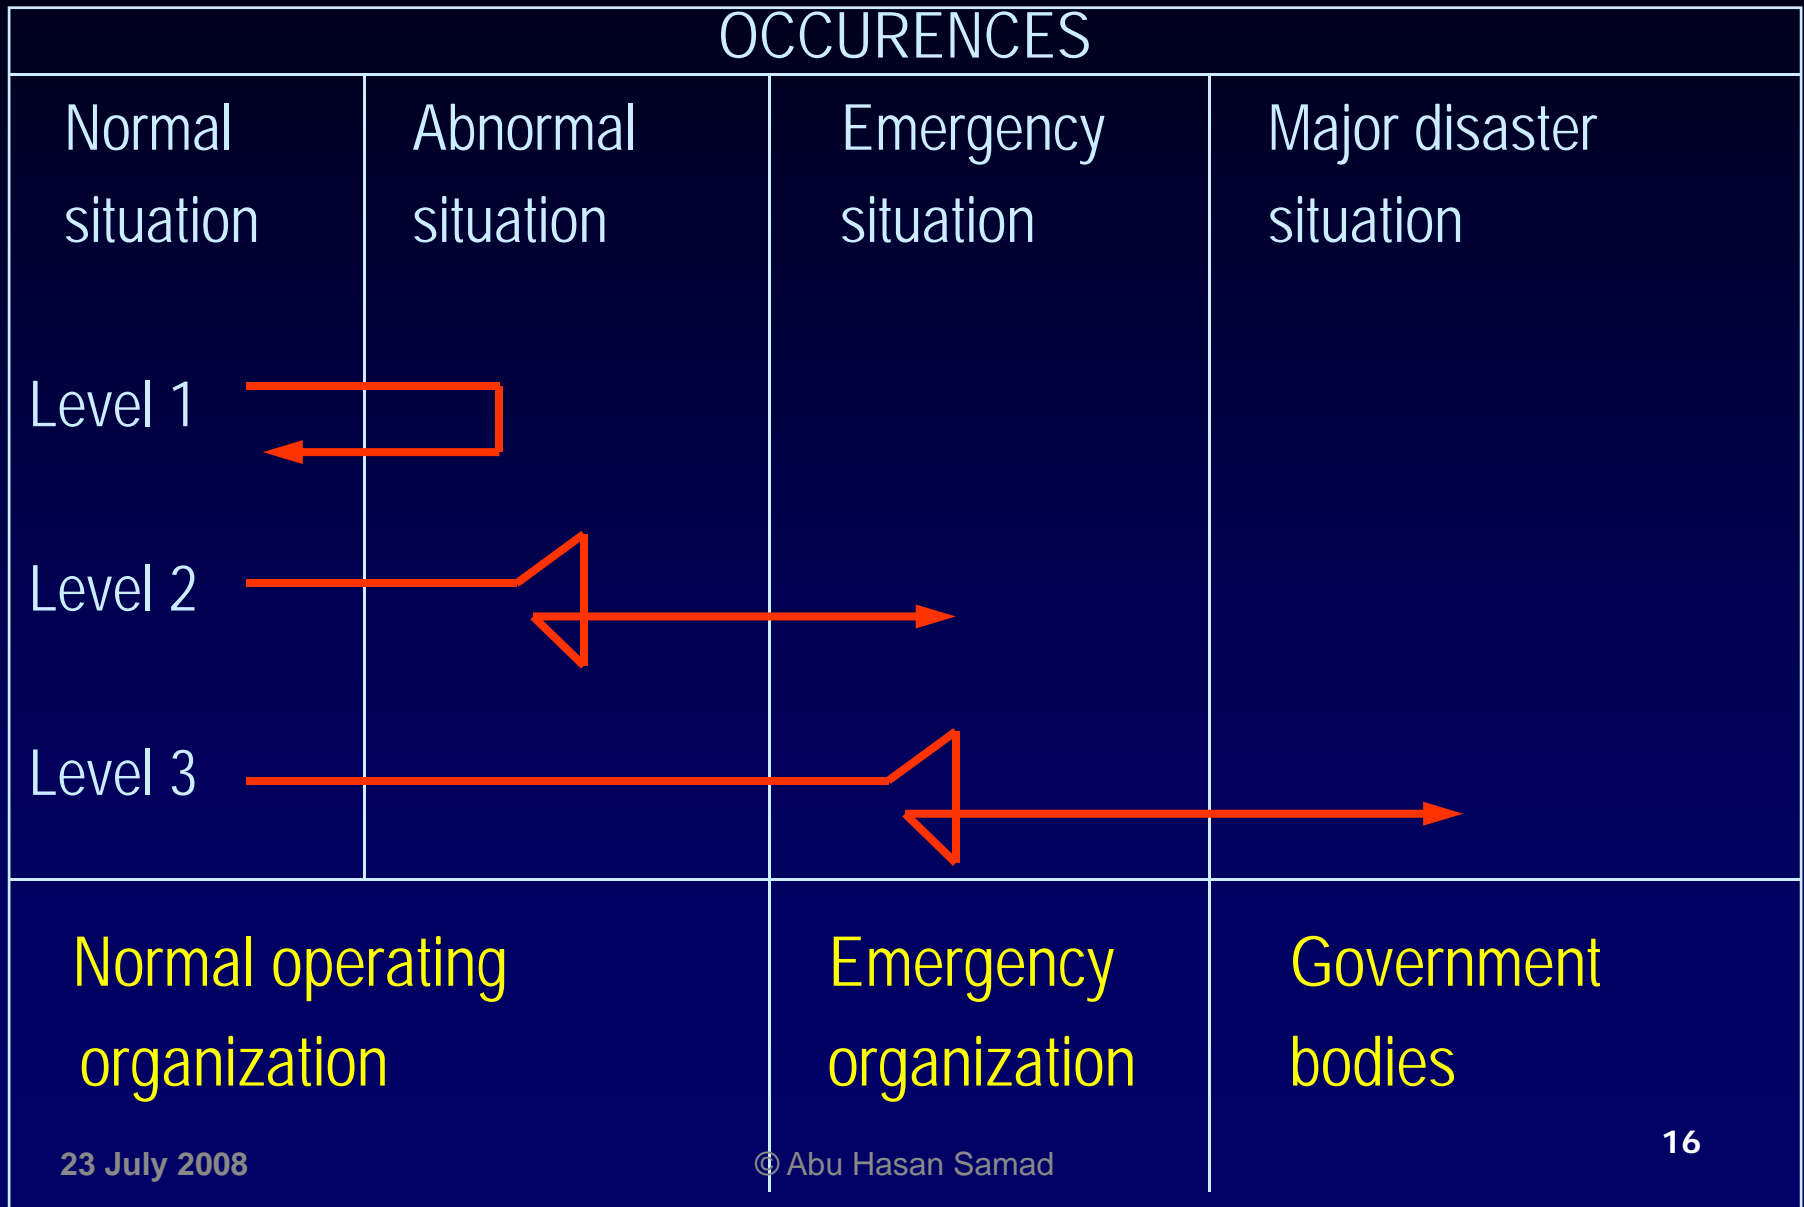 OCCURENCES
Normal
situation
Abnormal
situation
Emergency
situation
Major disaster
situation
Level 1
Level 2
Level 3
Normal operating
organization
Emergency
organization
Government
bodies
23 July 2008
© Abu Hasan Samad
16